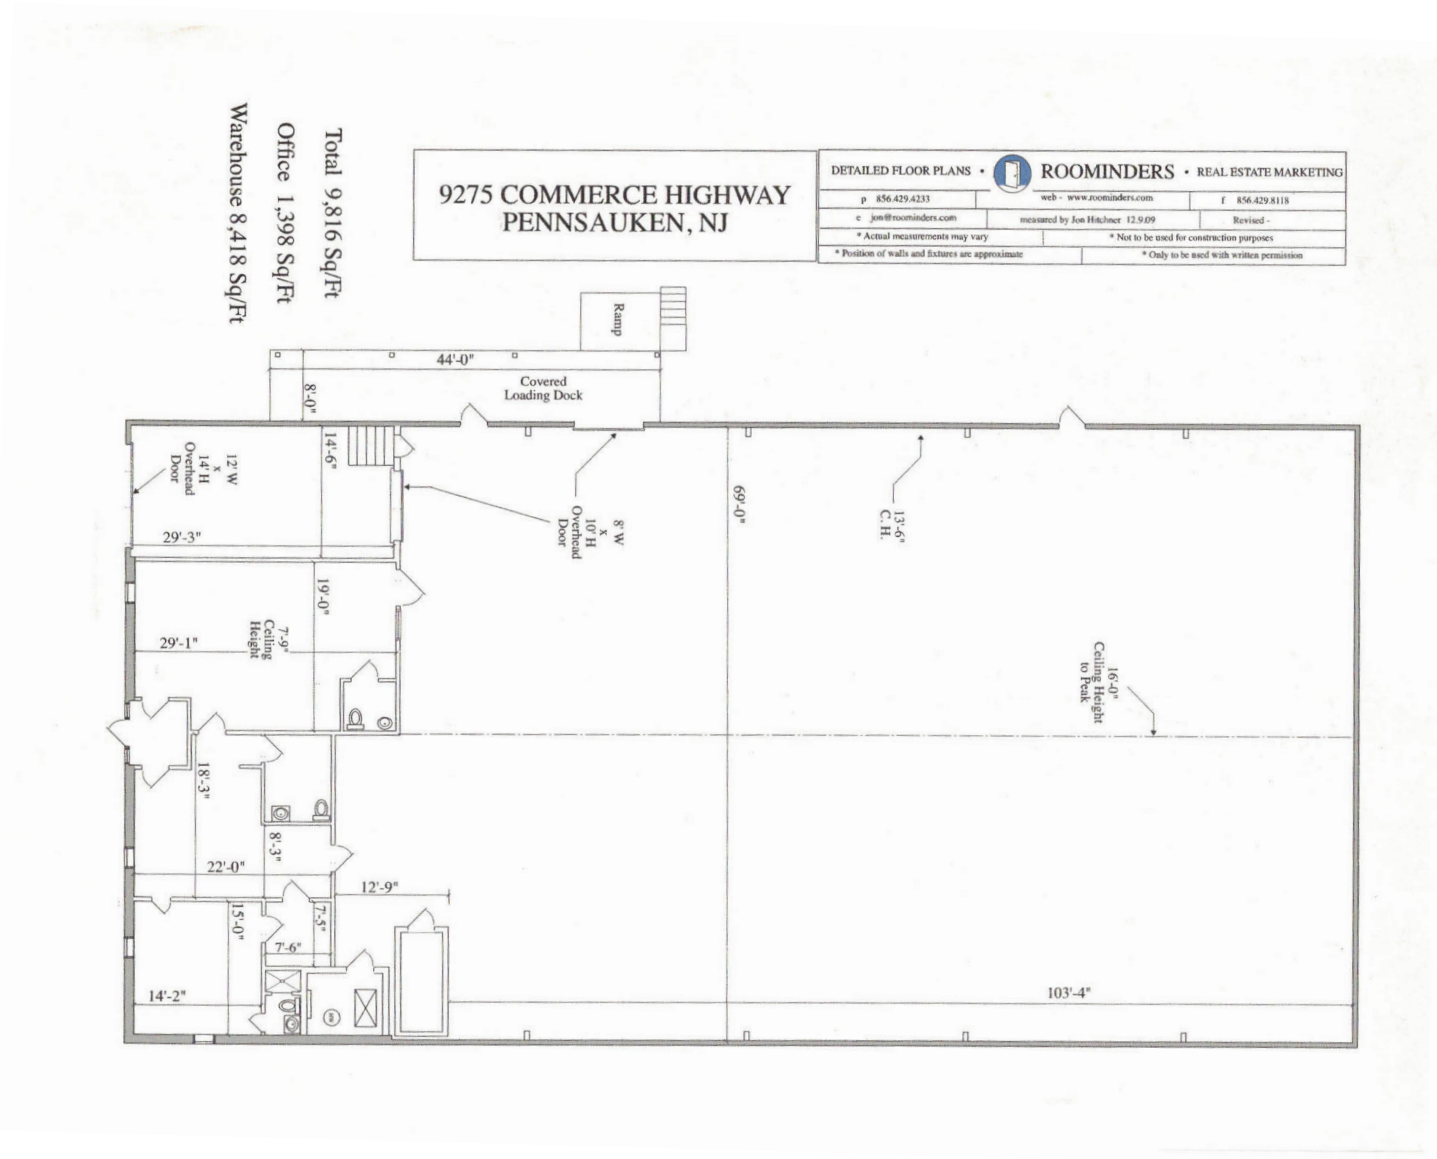 Total 9,816 Sq/Ft
Office 1,398 Sq/Ft
Warehouse 8,418 Sq/Ft
9275 COMMERCE HIGHWAY
PENNSAUKEN, NJ
DETAILED FLOOR PLANS • ROOMINDERS • REAL ESTATE MARKETING
p 856.429.4233
web - www.roominders.com
f 856.429.8118
e jon@roominders.com
measured by Jon Hitchner 12.9.09
Revised -
* Actual measurements may vary
* Not to be used for construction purposes
* Position of walls and fixtures are approximate
* Only to be used with written permission
Ramp
44'-0"
Covered
Loading Dock
8'-0"
14'-6"
12' W
x
14' H
Overhead
Door
29'-3"
8' W
x
10' H
Overhead
Door
69'-0"
13'-6"
C. H.
19'-0"
7'-9"
Ceiling
Height
29'-1"
16'-0"
Ceiling Height
to Peak
18'-3"
8'-3"
22'-0"
12'-9"
15'-0"
7'-5"
7'-6"
14'-2"
103'-4"